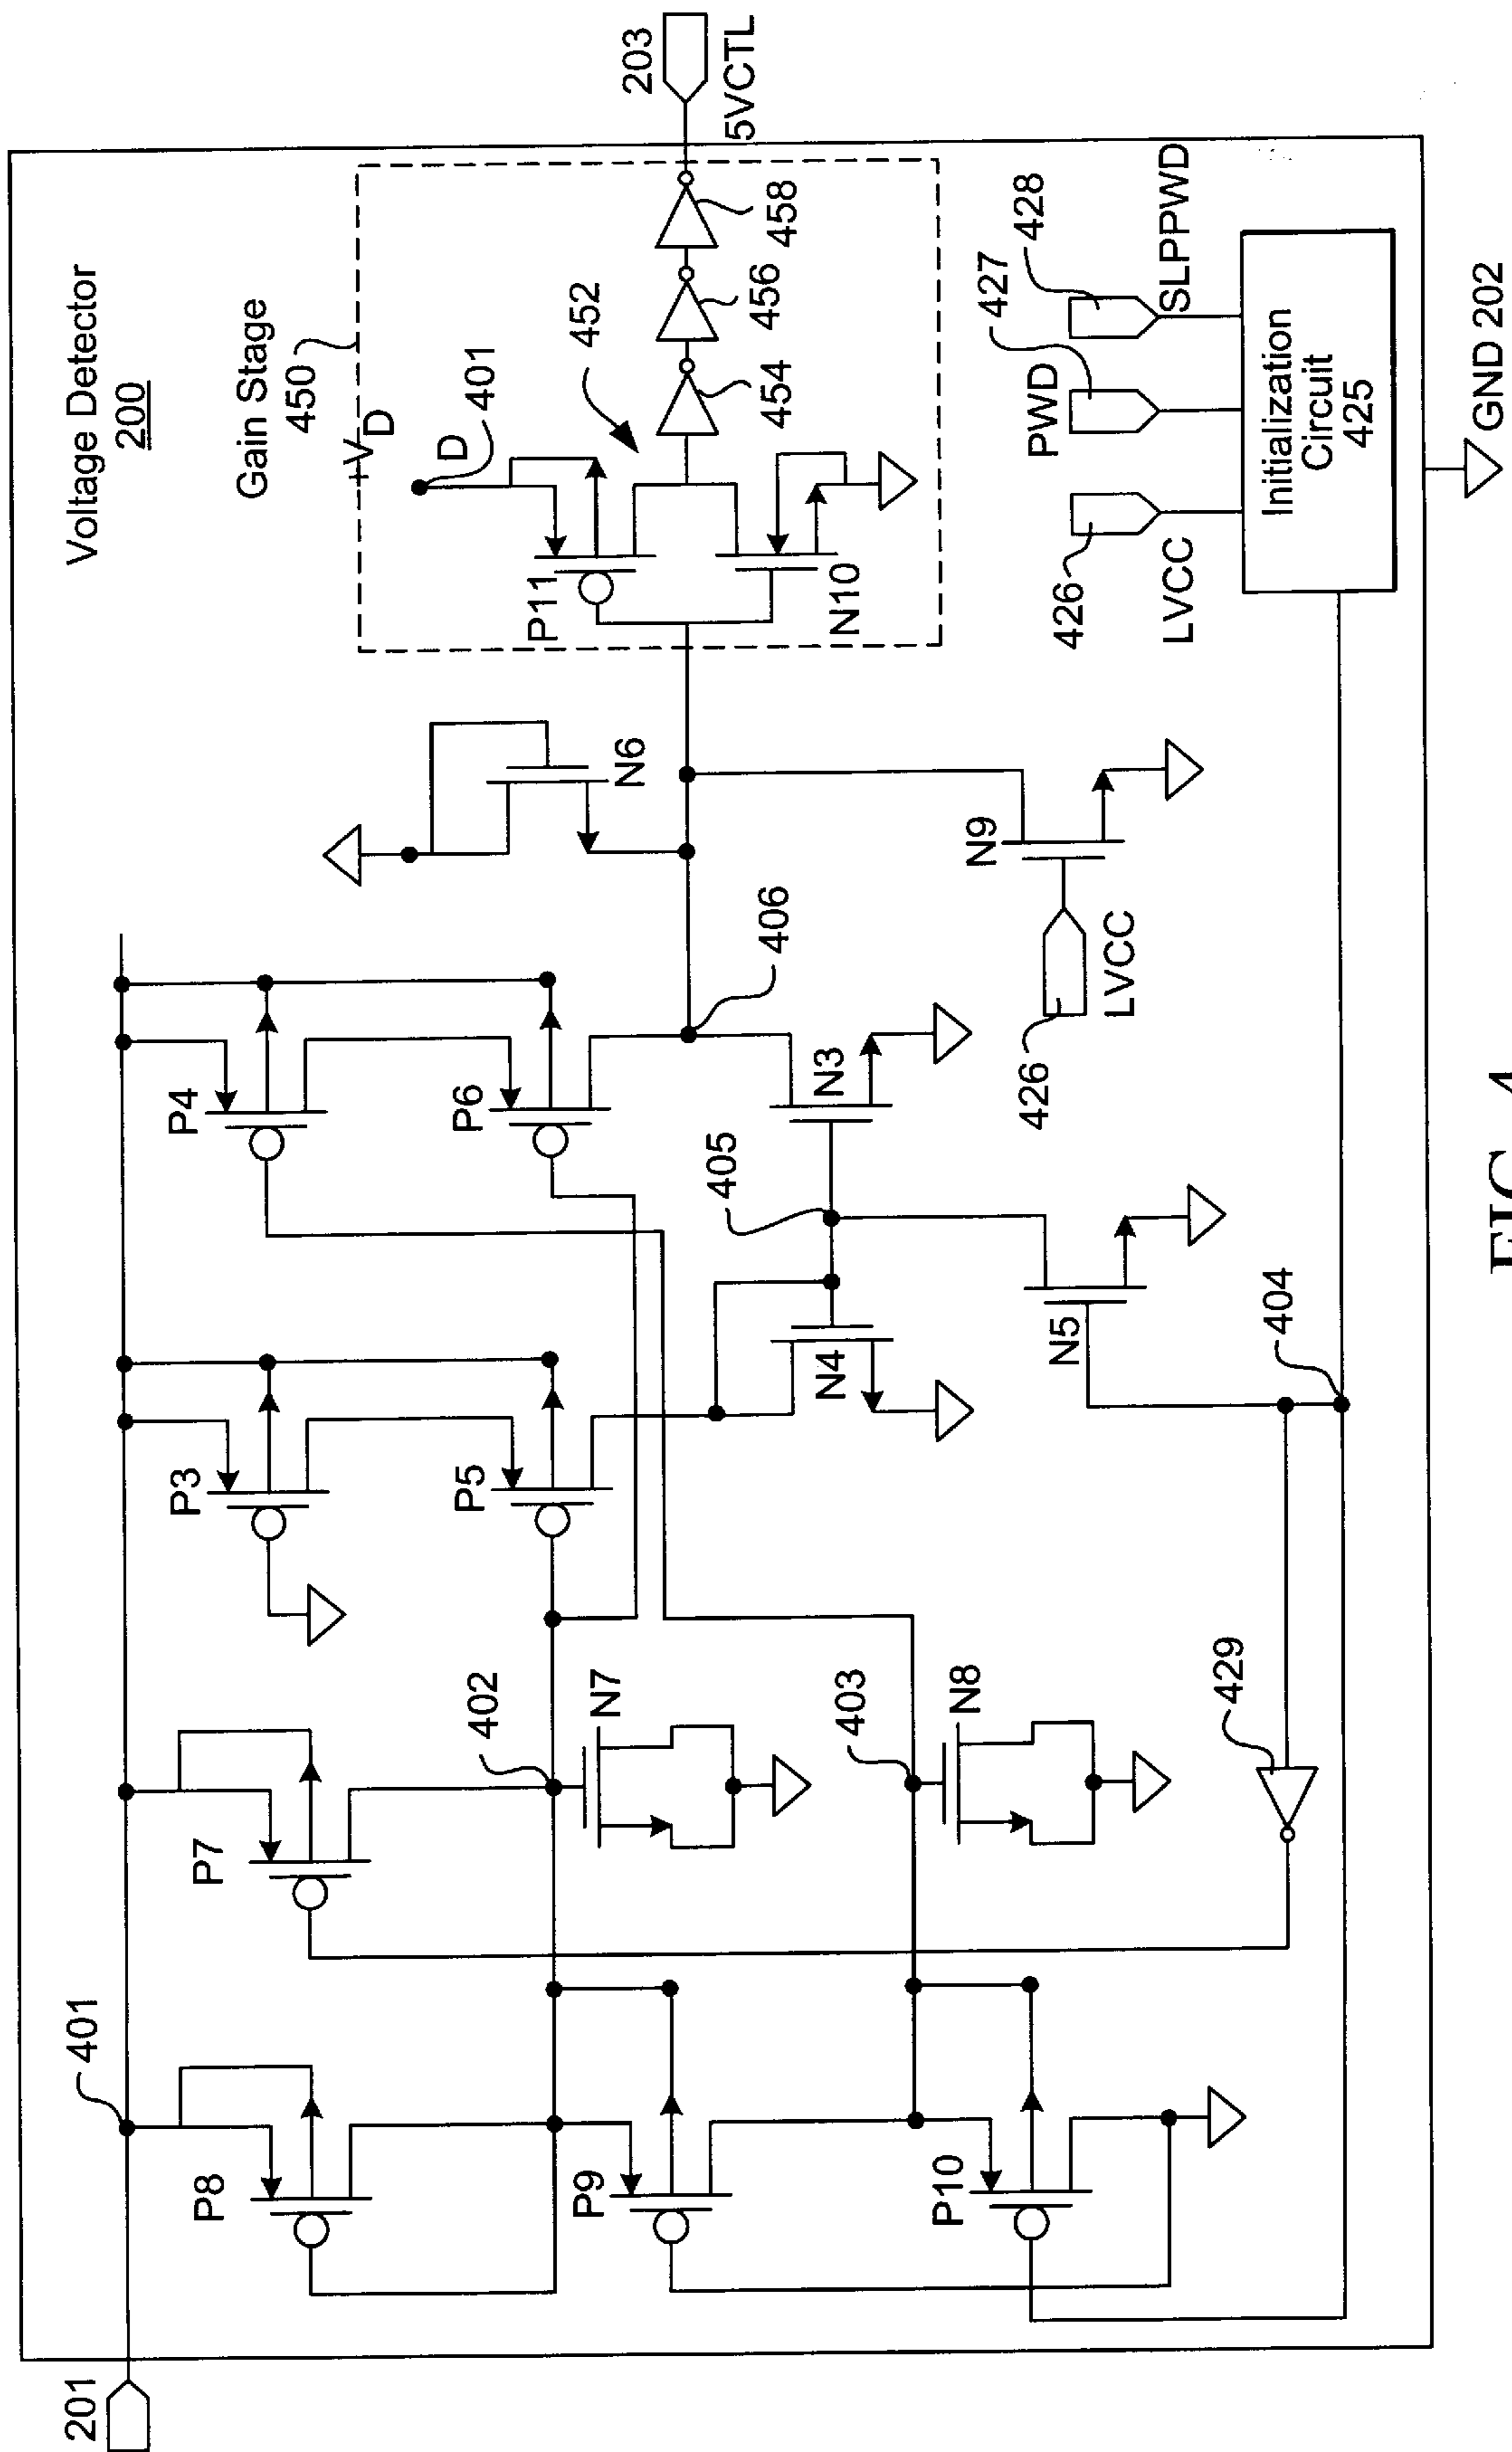 Voltage Detector
200
201
401
P8
P7
P3
P4
Gain Stage
450
+V
D
D
401
P11
452
N10
454
456
458
203
5VCTL
P9
402
N7
P5
P6
N6
406
P10
403
N8
N4
405
N3
N9
426
LVCC
429
N5
404
426
LVCC
PWD
427
428
SLPPWD
Initialization
Circuit
425
GND 202